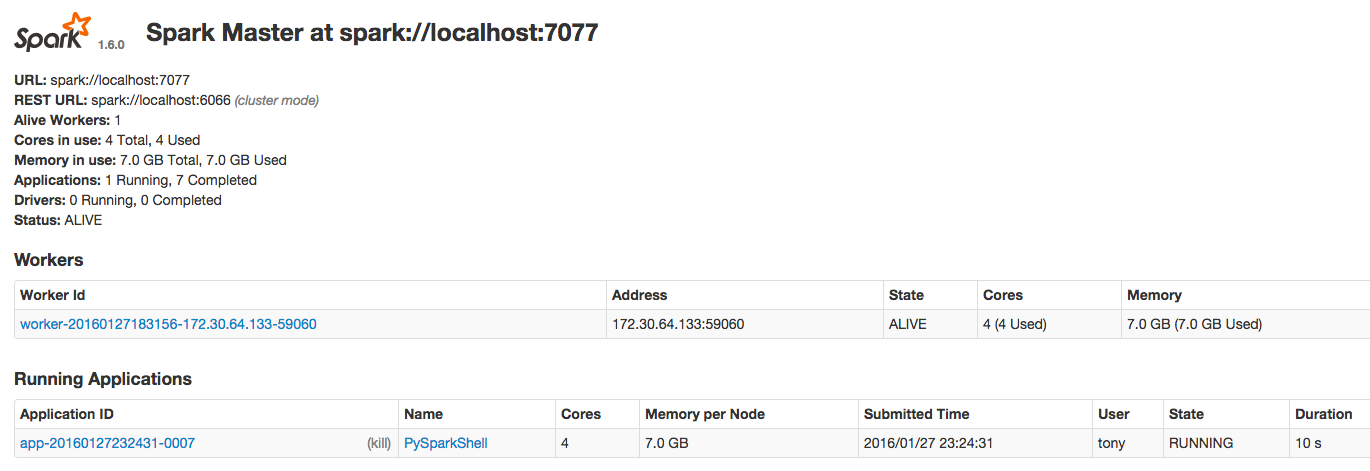 Spark 1.6.0 Spark Master at spark://localhost:7077
URL: spark://localhost:7077
REST URL: spark://localhost:6066 (cluster mode)
Alive Workers: 1
Cores in use: 4 Total, 4 Used
Memory in use: 7.0 GB Total, 7.0 GB Used
Applications: 1 Running, 7 Completed
Drivers: 0 Running, 0 Completed
Status: ALIVE
Workers
Worker Id Address State Cores Memory
worker-20160127183156-172.30.64.133-59060 172.30.64.133:59060 ALIVE 4 (4 Used) 7.0 GB (7.0 GB Used)
Running Applications
Application ID Name Cores Memory per Node Submitted Time User State Duration
app-20160127232431-0007 (kill) PySparkShell 4 7.0 GB 2016/01/27 23:24:31 tony RUNNING 10 s